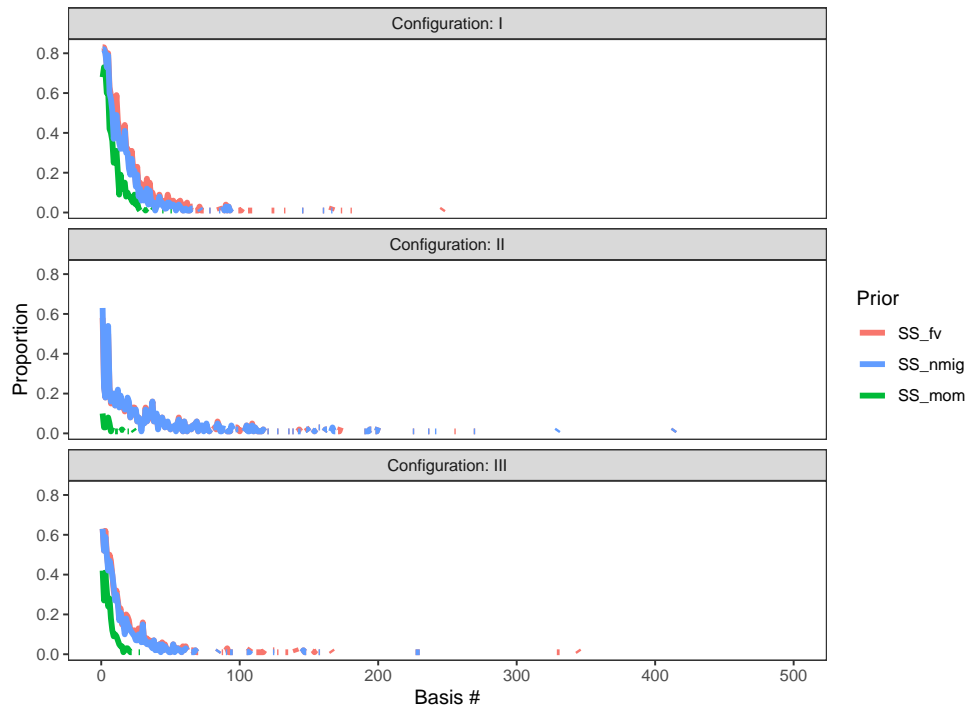 Configuration: I
0.8
0.6
0.4
0.2
0.0
Configuration: II
0.8
0.6
0.4
0.2
0.0
Configuration: III
0.8
0.6
0.4
0.2
0.0
0 100 200 300 400 500
Basis #
Proportion
Prior
SS_fv
SS_nmig
SS_mom